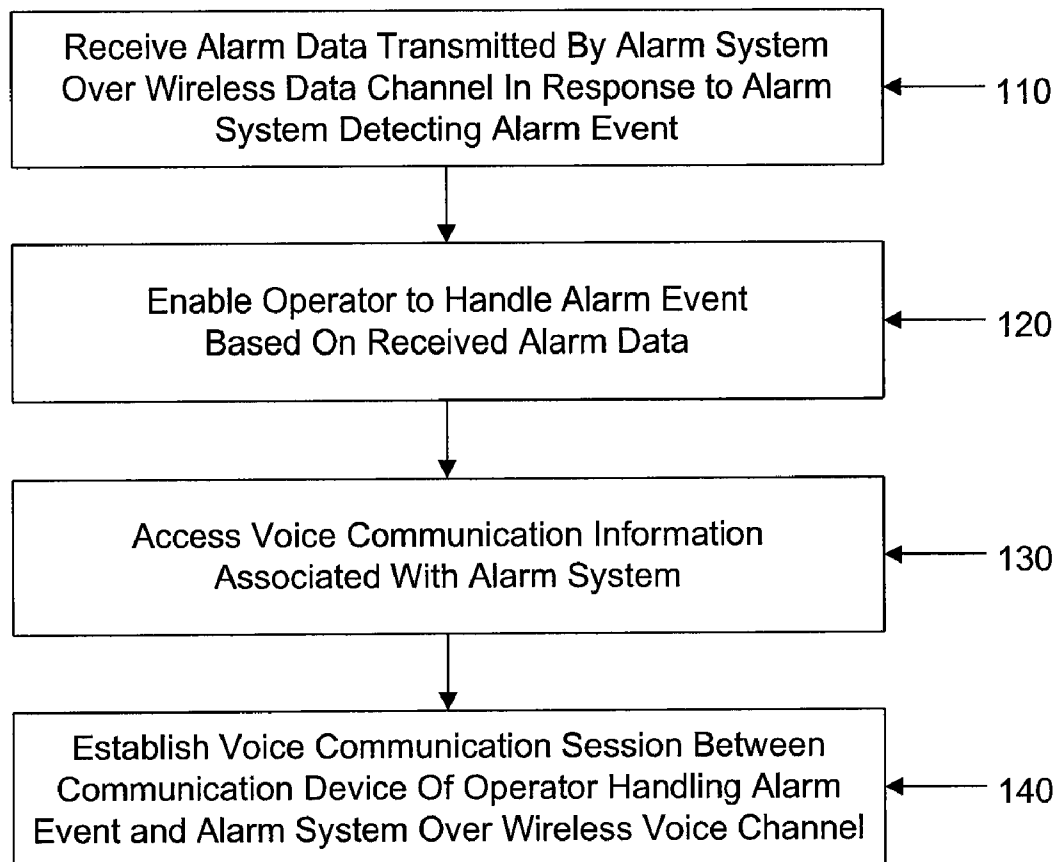 Receive Alarm Data Transmitted By Alarm System
Over Wireless Data Channel In Response to Alarm
System Detecting Alarm Event
110
Enable Operator to Handle Alarm Event
Based On Received Alarm Data
120
Access Voice Communication Information
Associated With Alarm System
130
Establish Voice Communication Session Between
Communication Device Of Operator Handling Alarm
Event and Alarm System Over Wireless Voice Channel
140